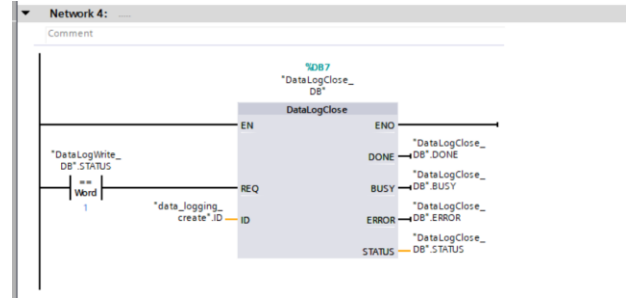 Network 4: ......
Comment
%DB7
"DataLogClose_
DB"
DataLogClose
EN
ENO
"DataLogClose_
DONE
DB".DONE
"DataLogWrite_
DB".STATUS
==
Word
1
REQ
"DataLogClose_
BUSY
DB".BUSY
"data_logging_
create".ID
ID
"DataLogClose_
ERROR
DB".ERROR
"DataLogClose_
STATUS
DB".STATUS